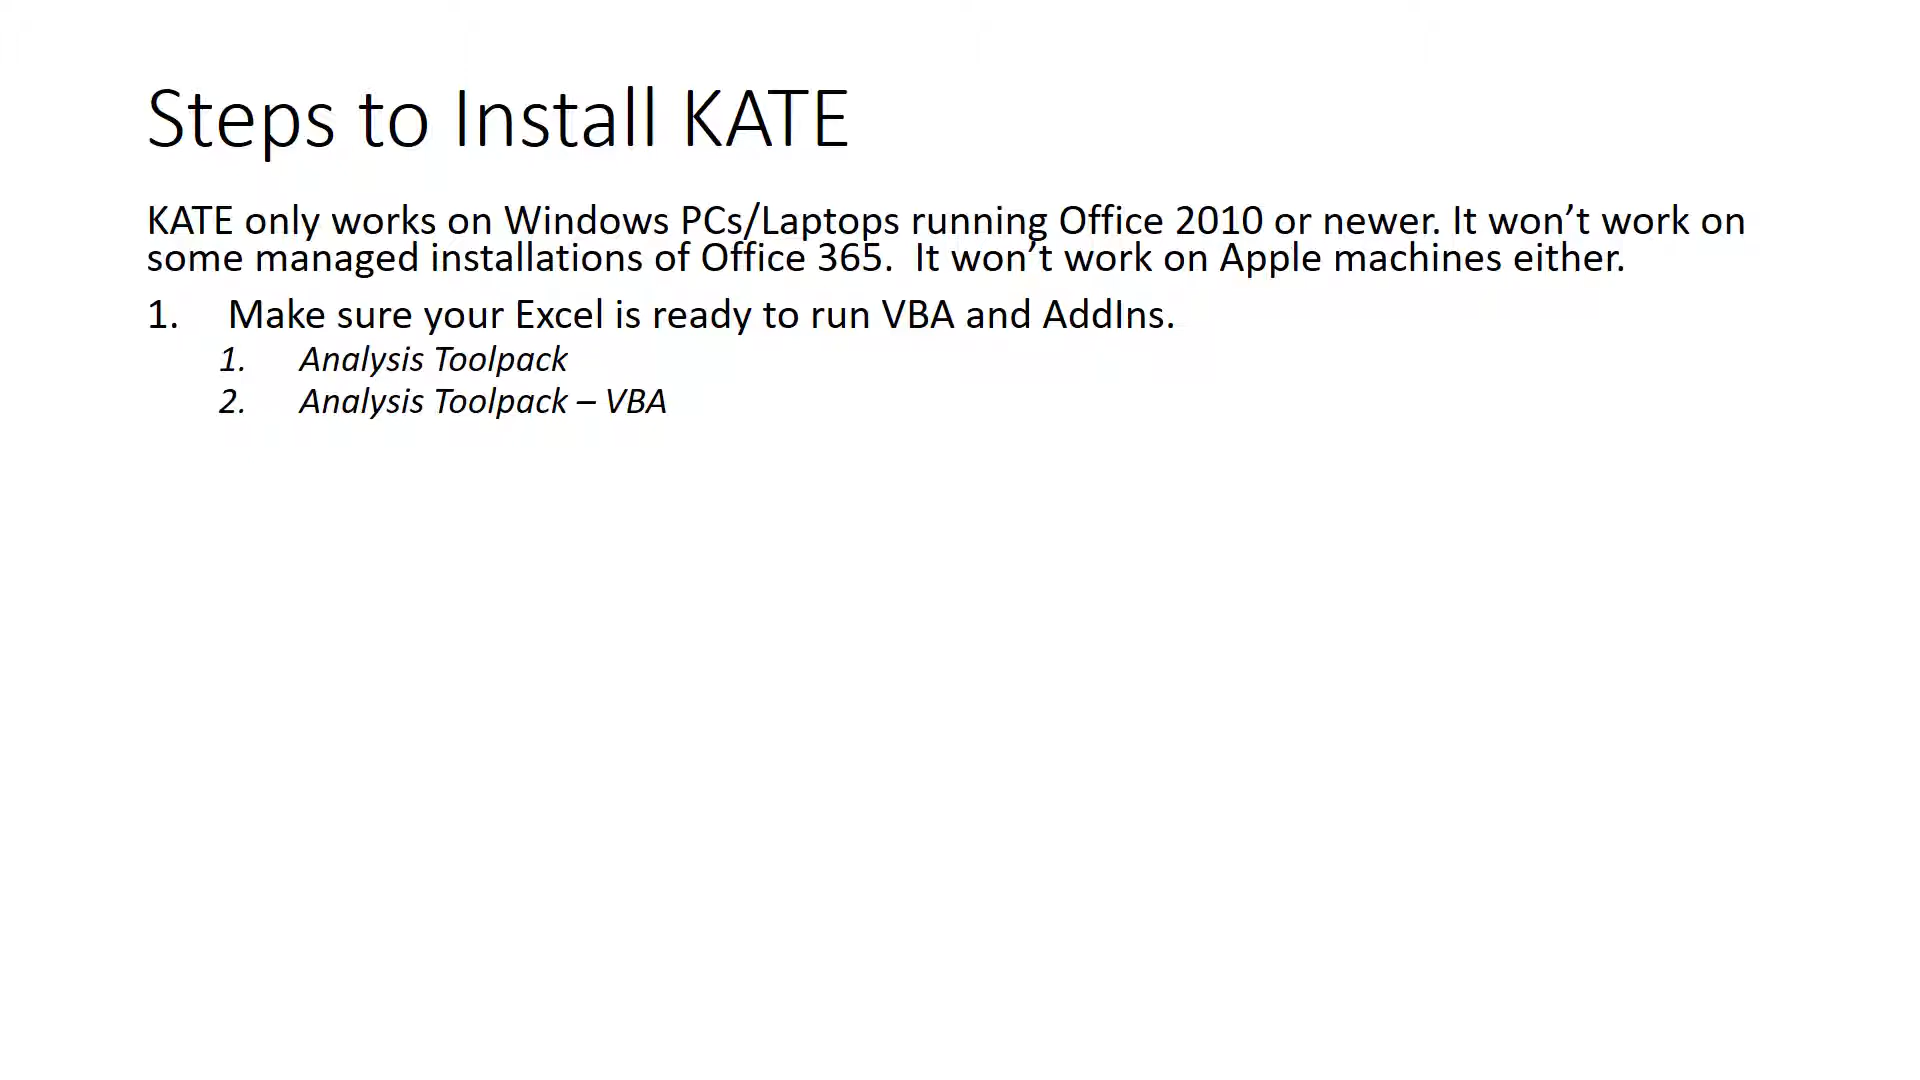 Steps to Install KATE
KATE only works on Windows PCs/Laptops running Office 2010 or newer. It won’t work on
some managed installations of Office 365.  It won’t work on Apple machines either.
1. Make sure your Excel is ready to run VBA and AddIns.
1. Analysis Toolpack
2. Analysis Toolpack – VBA